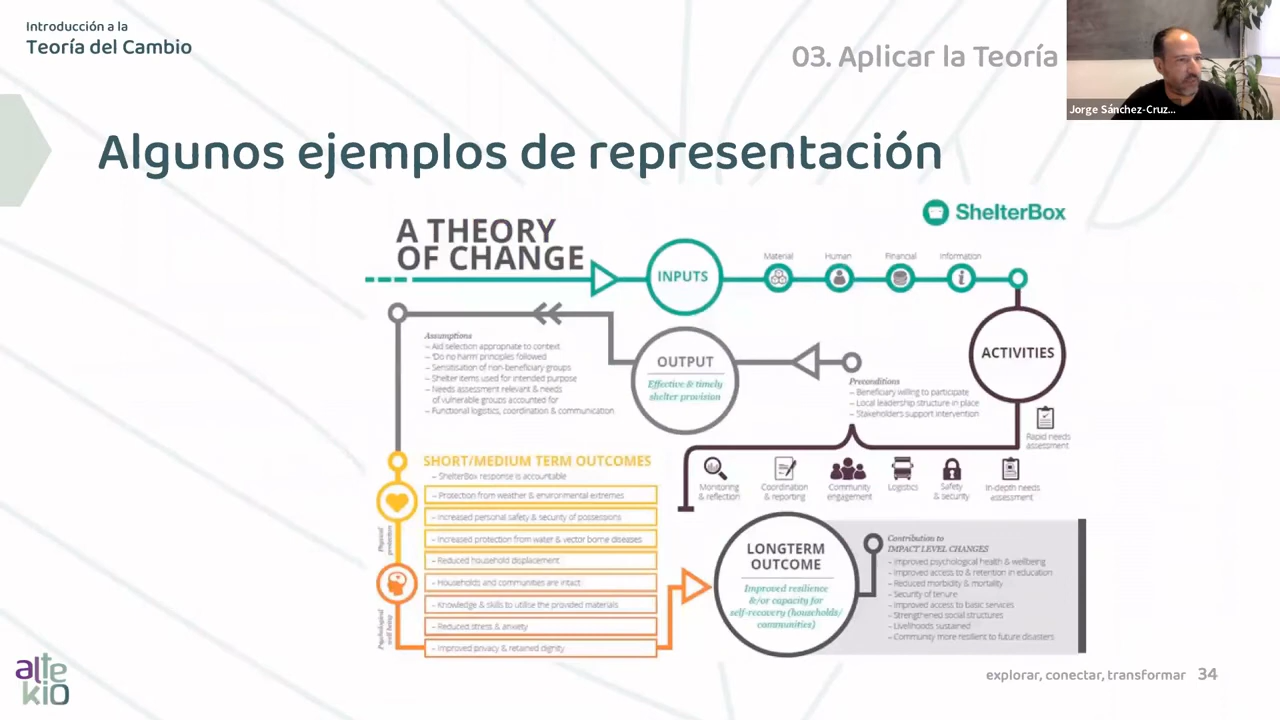 Introducción a la
Teoría del Cambio
03. Aplicar la Teoría
Jorge Sánchez-Cruz...
Algunos ejemplos de representación
ShelterBox
A THEORY
OF CHANGE
INPUTS
Material
Human
Financial
Information
ACTIVITIES
Rapid needs
assessment
In-depth needs
assessment
Safety
& security
Logistics
Community
engagement
Coordination
& reporting
Monitoring
& reflection
Preconditions
– Beneficiary willing to participate
– Local leadership structure in place
– Stakeholders support intervention
OUTPUT
Effective & timely
shelter provision
Assumptions
– Aid selection appropriate to context
– 'Do no harm' principles followed
– Sensitisation of non-beneficiary groups
– Shelter items used for intended purpose
– Needs assessment relevant & needs
of vulnerable groups accounted for
– Functional logistics, coordination & communication
SHORT/MEDIUM TERM OUTCOMES
– ShelterBox response is accountable
– Protection from weather & environmental extremes
– Increased personal safety & security of possessions
– Increased protection from water & vector borne diseases
– Reduced household displacement
– Households and communities are intact
– Knowledge & skills to utilise the provided materials
– Reduced stress & anxiety
– Improved privacy & retained dignity
Physical
protection
Psychological
well being
LONGTERM
OUTCOME
Improved resilience
&/or capacity for
self-recovery (households/
communities)
Contribution to
IMPACT LEVEL CHANGES
– Improved psychological health & wellbeing
– Improved access to & retention in education
– Reduced morbidity & mortality
– Security of tenure
– Improved access to basic services
– Strengthened social structures
– Livelihoods sustained
– Community more resilient to future disasters
alte
kio
explorar, conectar, transformar 34